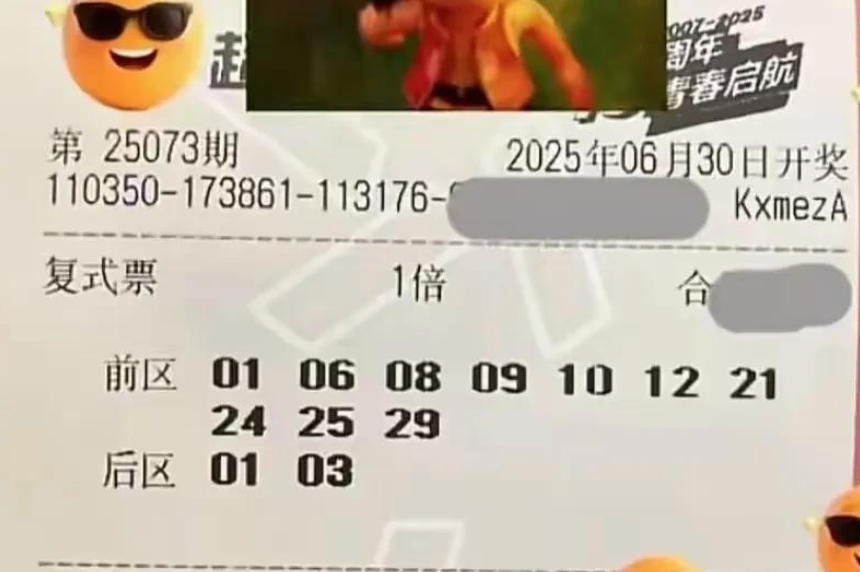 超
07-2025
周年
青春启航
第 25073期
2025年06月30日开奖
110350-173861-113176-
KxmezA
复式票
1倍
合
前区 01 06 08 09 10 12 21
24 25 29
后区 01 03